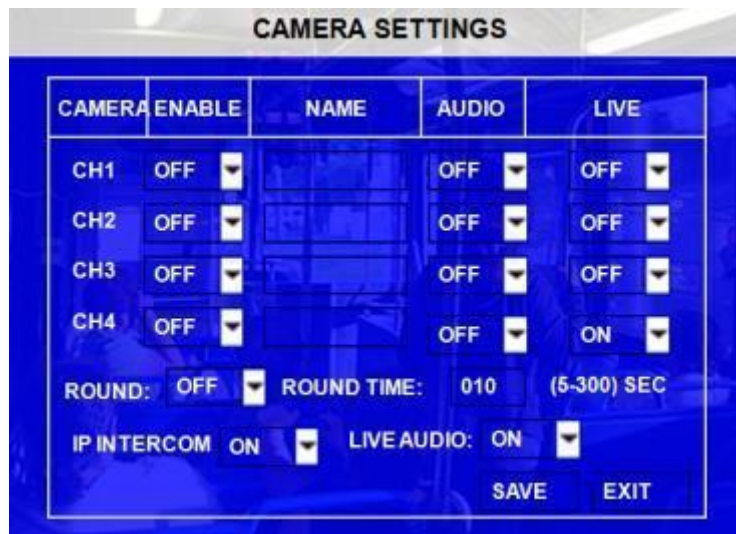 CAMERA SETTINGS
CAMERA ENABLE NAME AUDIO LIVE
CH1 OFF OFF OFF
CH2 OFF OFF OFF
CH3 OFF OFF OFF
CH4 OFF OFF ON
ROUND: OFF ROUND TIME: 010 (5-300) SEC
IP INTERCOM ON LIVE AUDIO: ON
SAVE EXIT